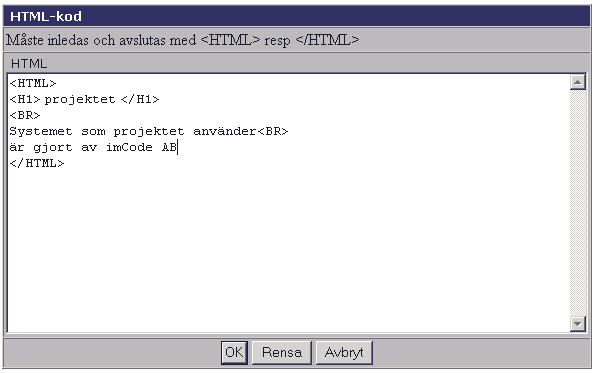 HTML-kod
Måste inledas och avslutas med <HTML> resp </HTML>
HTML
<HTML>
<H1> projektet </H1>
<BR>
Systemet som projektet använder<BR>
är gjort av imCode AB
</HTML>
OK Rensa Avbryt